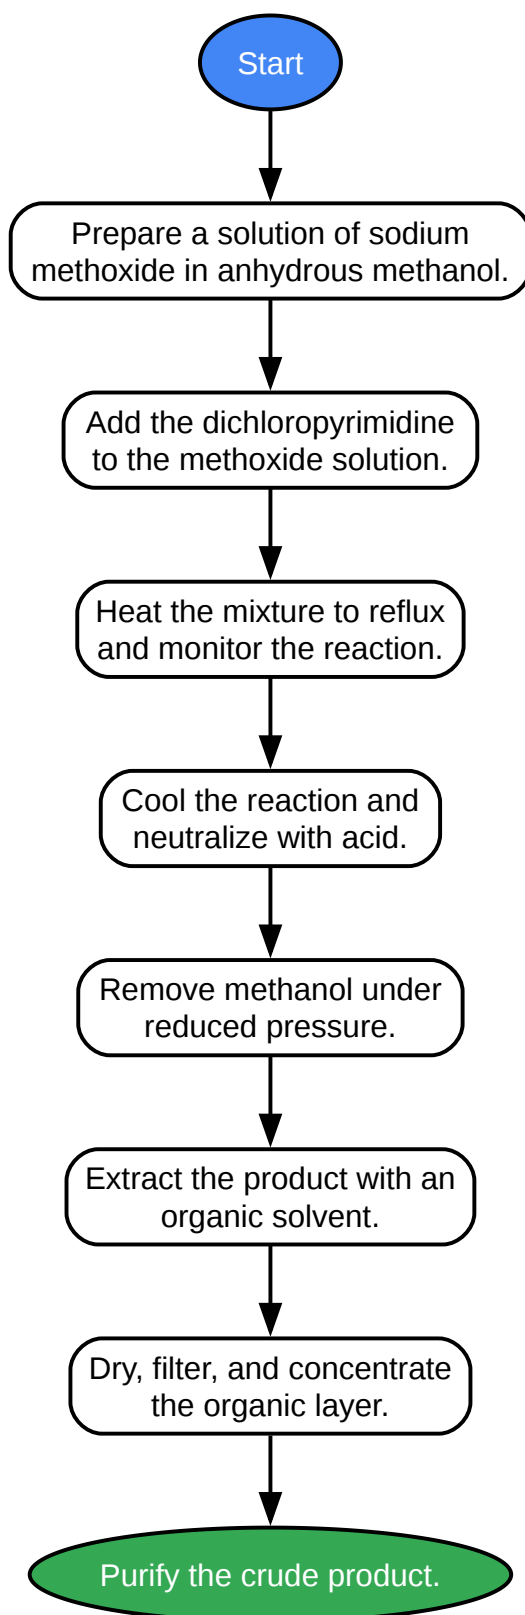 Start
Prepare a solution of sodium
methoxide in anhydrous methanol.
Add the dichloropyrimidine
to the methoxide solution.
Heat the mixture to reflux
and monitor the reaction.
Cool the reaction and
neutralize with acid.
Remove methanol under
reduced pressure.
Extract the product with an
organic solvent.
Dry, filter, and concentrate
the organic layer.
Purify the crude product.